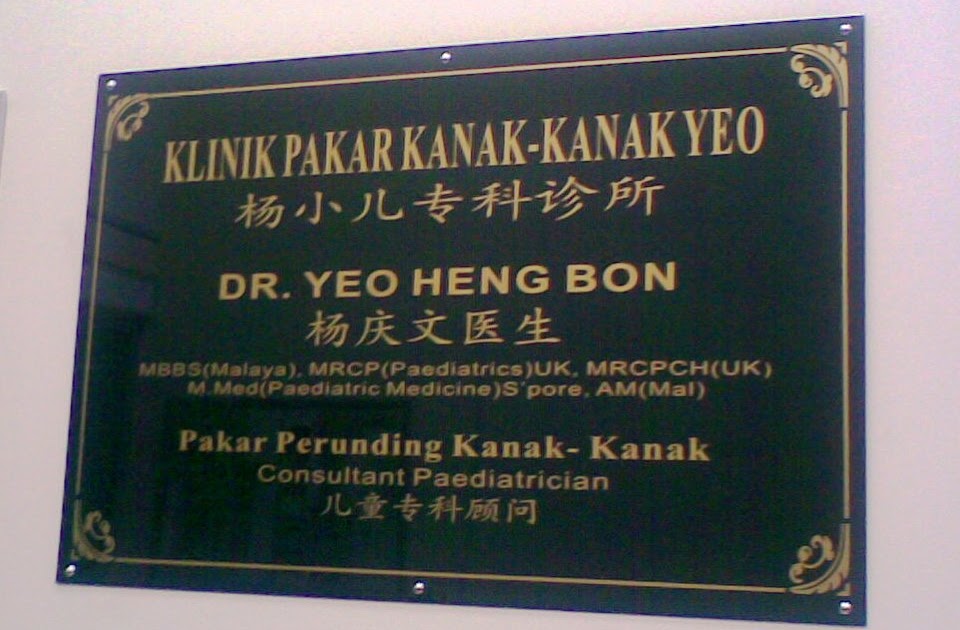 KLINIK PAKAR KANAK-KANAK YEO
杨小儿专科诊所
DR. YEO HENG BON
杨庆文医生
MBBS(Malaya), MRCP(Paediatrics)UK, MRCPCH(UK)
M.Med(Paediatric Medicine)S'pore, AM(Mal)
Pakar Perunding Kanak- Kanak
Consultant Paediatrician
儿童专科顾问